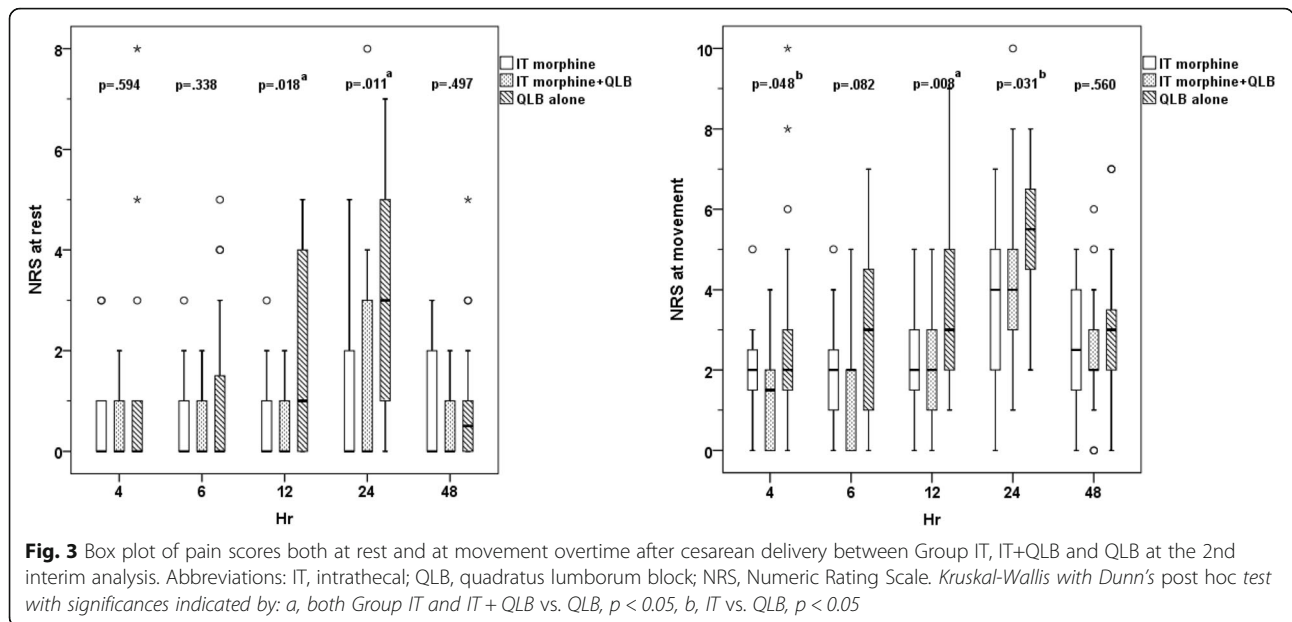 8
6
4
2
0
NRS at rest
p=.594 p=.338 p=.018a p=.011a p=.497
IT morphine
IT morphine+QLB
QLB alone
4 6 12 24 48
Hr
10
8
6
4
2
0
NRS at movement
p=.048b p=.082 p=.008a p=.031b p=.560
IT morphine
IT morphine+QLB
QLB alone
4 6 12 24 48
Hr
Fig. 3 Box plot of pain scores both at rest and at movement overtime after cesarean delivery between Group IT, IT+QLB and QLB at the 2nd
interim analysis. Abbreviations: IT, intrathecal; QLB, quadratus lumborum block; NRS, Numeric Rating Scale. Kruskal-Wallis with Dunn's post hoc test
with significances indicated by: a, both Group IT and IT + QLB vs. QLB, p < 0.05, b, IT vs. QLB, p < 0.05